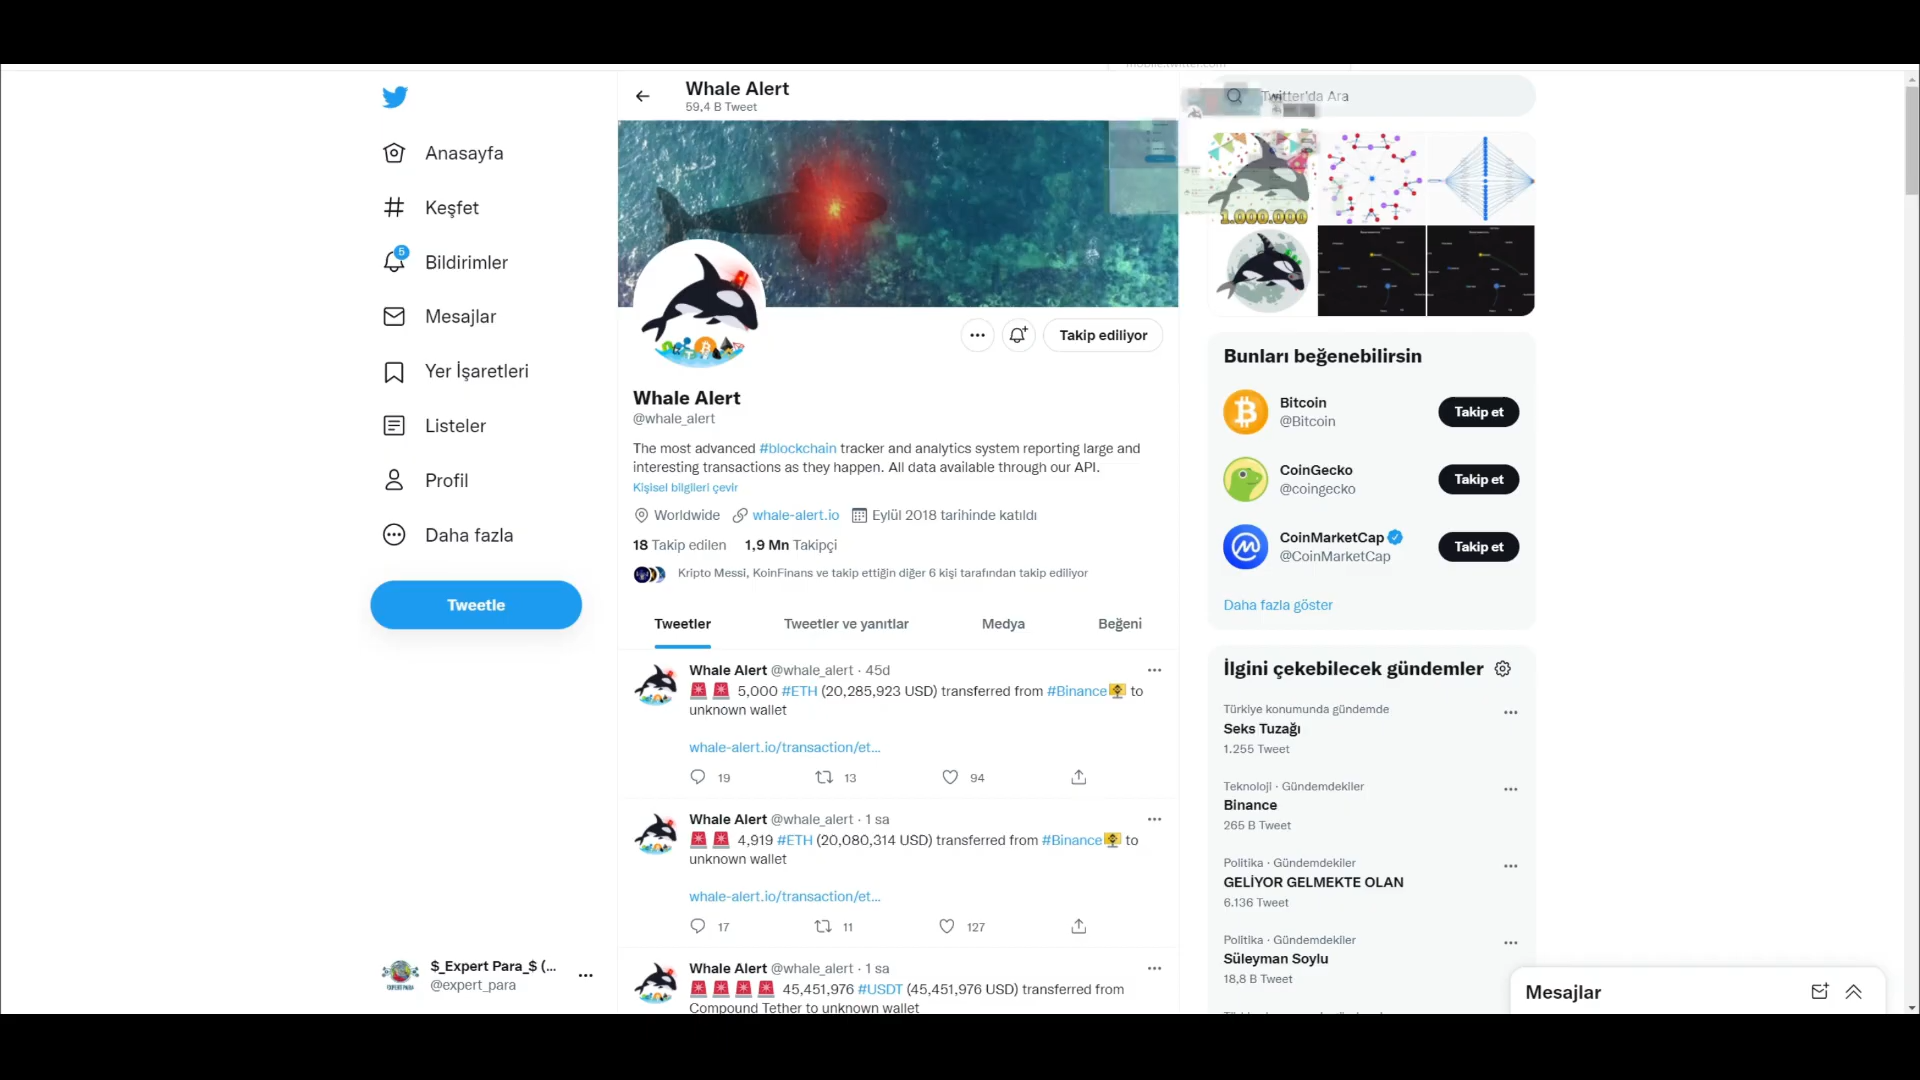 Whale Alert
59,4 B Tweet
Twitter'da Ara
Anasayfa
Keşfet
5
Bildirimler
Mesajlar
Yer İşaretleri
Listeler
Profil
Daha fazla
Tweetle
$_Expert Para_$ (...
@expert_para
Takip ediliyor
Whale Alert
@whale_alert
The most advanced #blockchain tracker and analytics system reporting large and
interesting transactions as they happen. All data available through our API.
Kişisel bilgileri çevir
Worldwide whale-alert.io Eylül 2018 tarihinde katıldı
18 Takip edilen 1,9 Mn Takipçi
Kripto Messi, KoinFinans ve takip ettiğin diğer 6 kişi tarafından takip ediliyor
Tweetler Tweetler ve yanıtlar Medya Beğeni
Whale Alert @whale_alert · 45d
5,000 #ETH (20,285,923 USD) transferred from #Binance to
unknown wallet
whale-alert.io/transaction/et...
19 13 94
Whale Alert @whale_alert · 1 sa
4,919 #ETH (20,080,314 USD) transferred from #Binance to
unknown wallet
whale-alert.io/transaction/et...
17 11 127
Whale Alert @whale_alert · 1 sa
45,451,976 #USDT (45,451,976 USD) transferred from
Compound Tether to unknown wallet
1.000.000
Bunları beğenebilirsin
Bitcoin
@Bitcoin
Takip et
CoinGecko
@coingecko
Takip et
CoinMarketCap
@CoinMarketCap
Takip et
Daha fazla göster
İlgini çekebilecek gündemler
Türkiye konumunda gündemde
Seks Tuzağı
1.255 Tweet
Teknoloji · Gündemdekiler
Binance
265 B Tweet
Politika · Gündemdekiler
GELİYOR GELMEKTE OLAN
6.136 Tweet
Politika · Gündemdekiler
Süleyman Soylu
18,8 B Tweet
Mesajlar